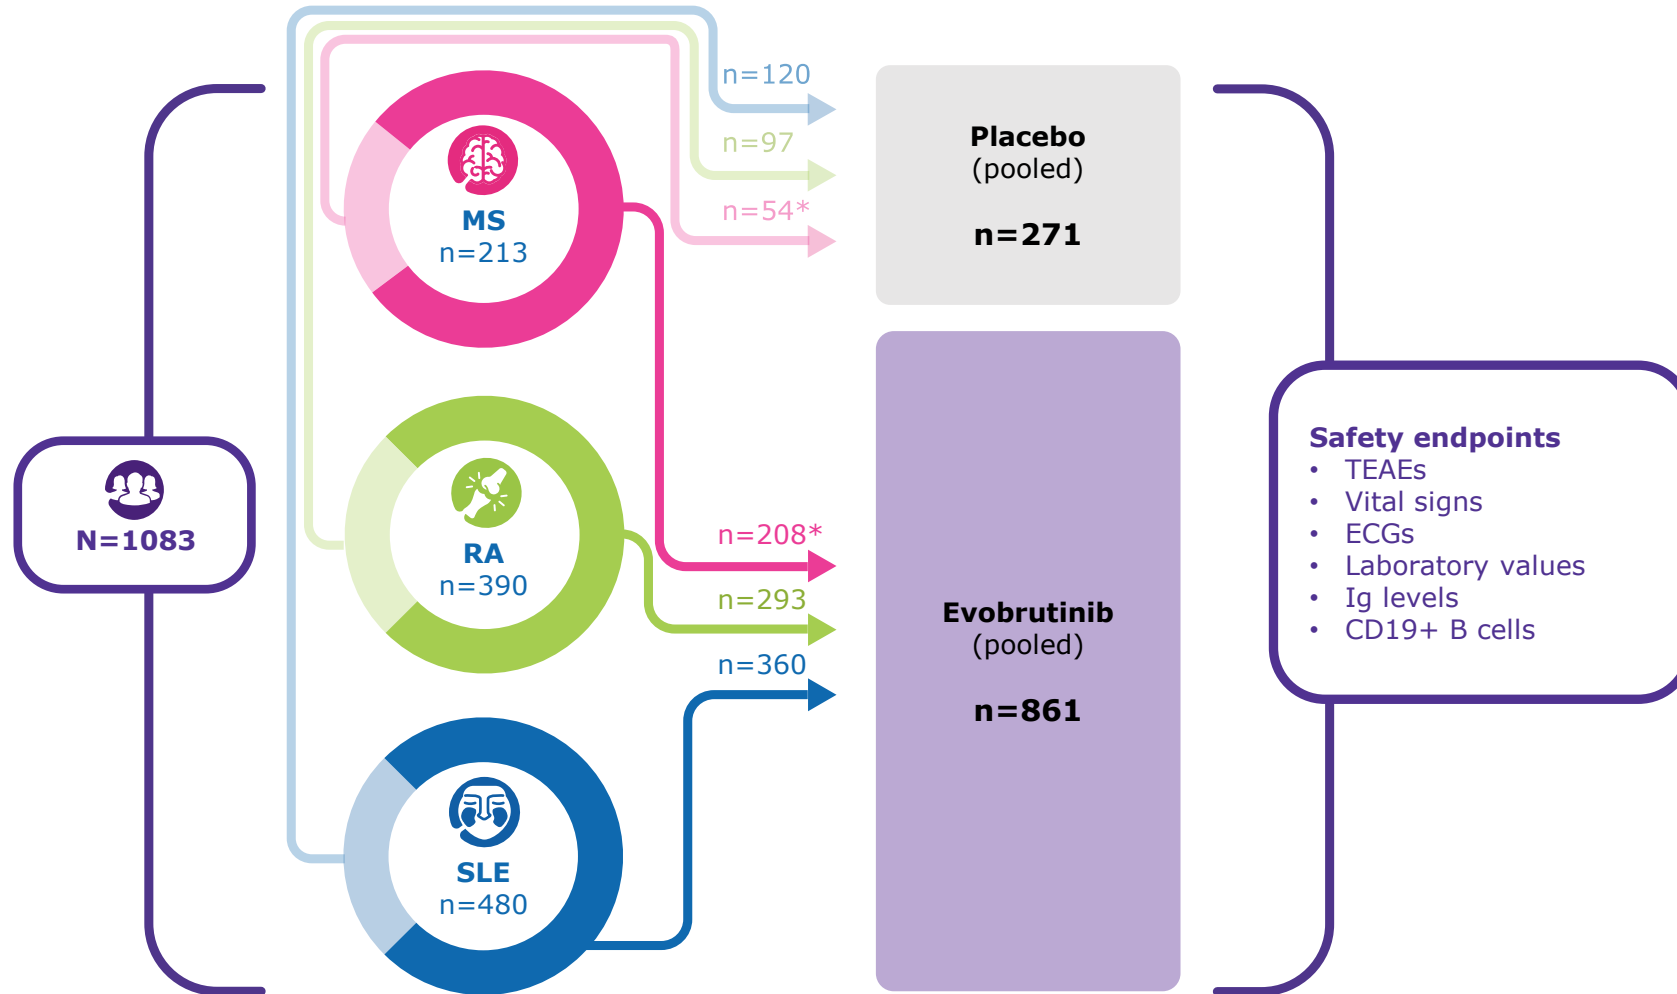 N=1083
MS
n=213
RA
n=390
SLE
n=480
n=120
n=97
n=54*
n=208*
n=293
n=360
Placebo
(pooled)
n=271
Evobrutinib
(pooled)
n=861
Safety endpoints
• TEAEs
• Vital signs
• ECGs
• Laboratory values
• Ig levels
• CD19+ B cells